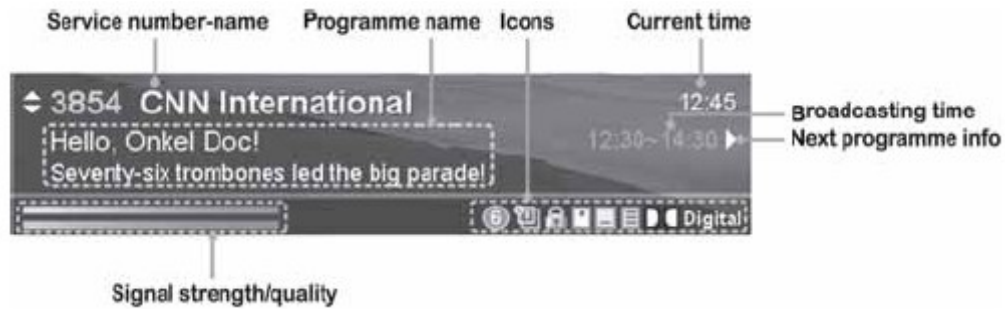 Service number-name Programme name Icons Current time
3854 CNN International 12:45
Broadcasting time
Hello, Onkel Doc! 12:30~14:30 Next programme info
Seventy-six trombones led the big parade!
6 Digital
Signal strength/quality